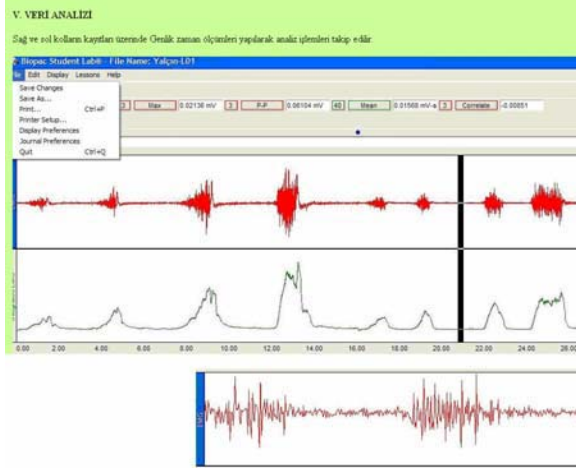 V. VERİ ANALİZİ
Sağ ve sol kolların kayıtları üzerinde Genlik zaman ölçümleri yapılarak analiz işlemleri takip edilir.
Biopac Student Lab® - File Name: Yalçın-L01
File Edit Display Lessons Help
Save Changes
Save As...
Print... Ctrl+P
Printer Setup...
Display Preferences
Journal Preferences
Quit Ctrl+Q
3 Max 0.02136 mV 3 P-P 0.06104 mV 40 Mean 0.01568 mV-s 3 Correlate -0.00851
0.00 2.00 4.00 6.00 8.00 10.00 12.00 14.00 16.00 18.00 20.00 22.00 24.00 26.00
EMG